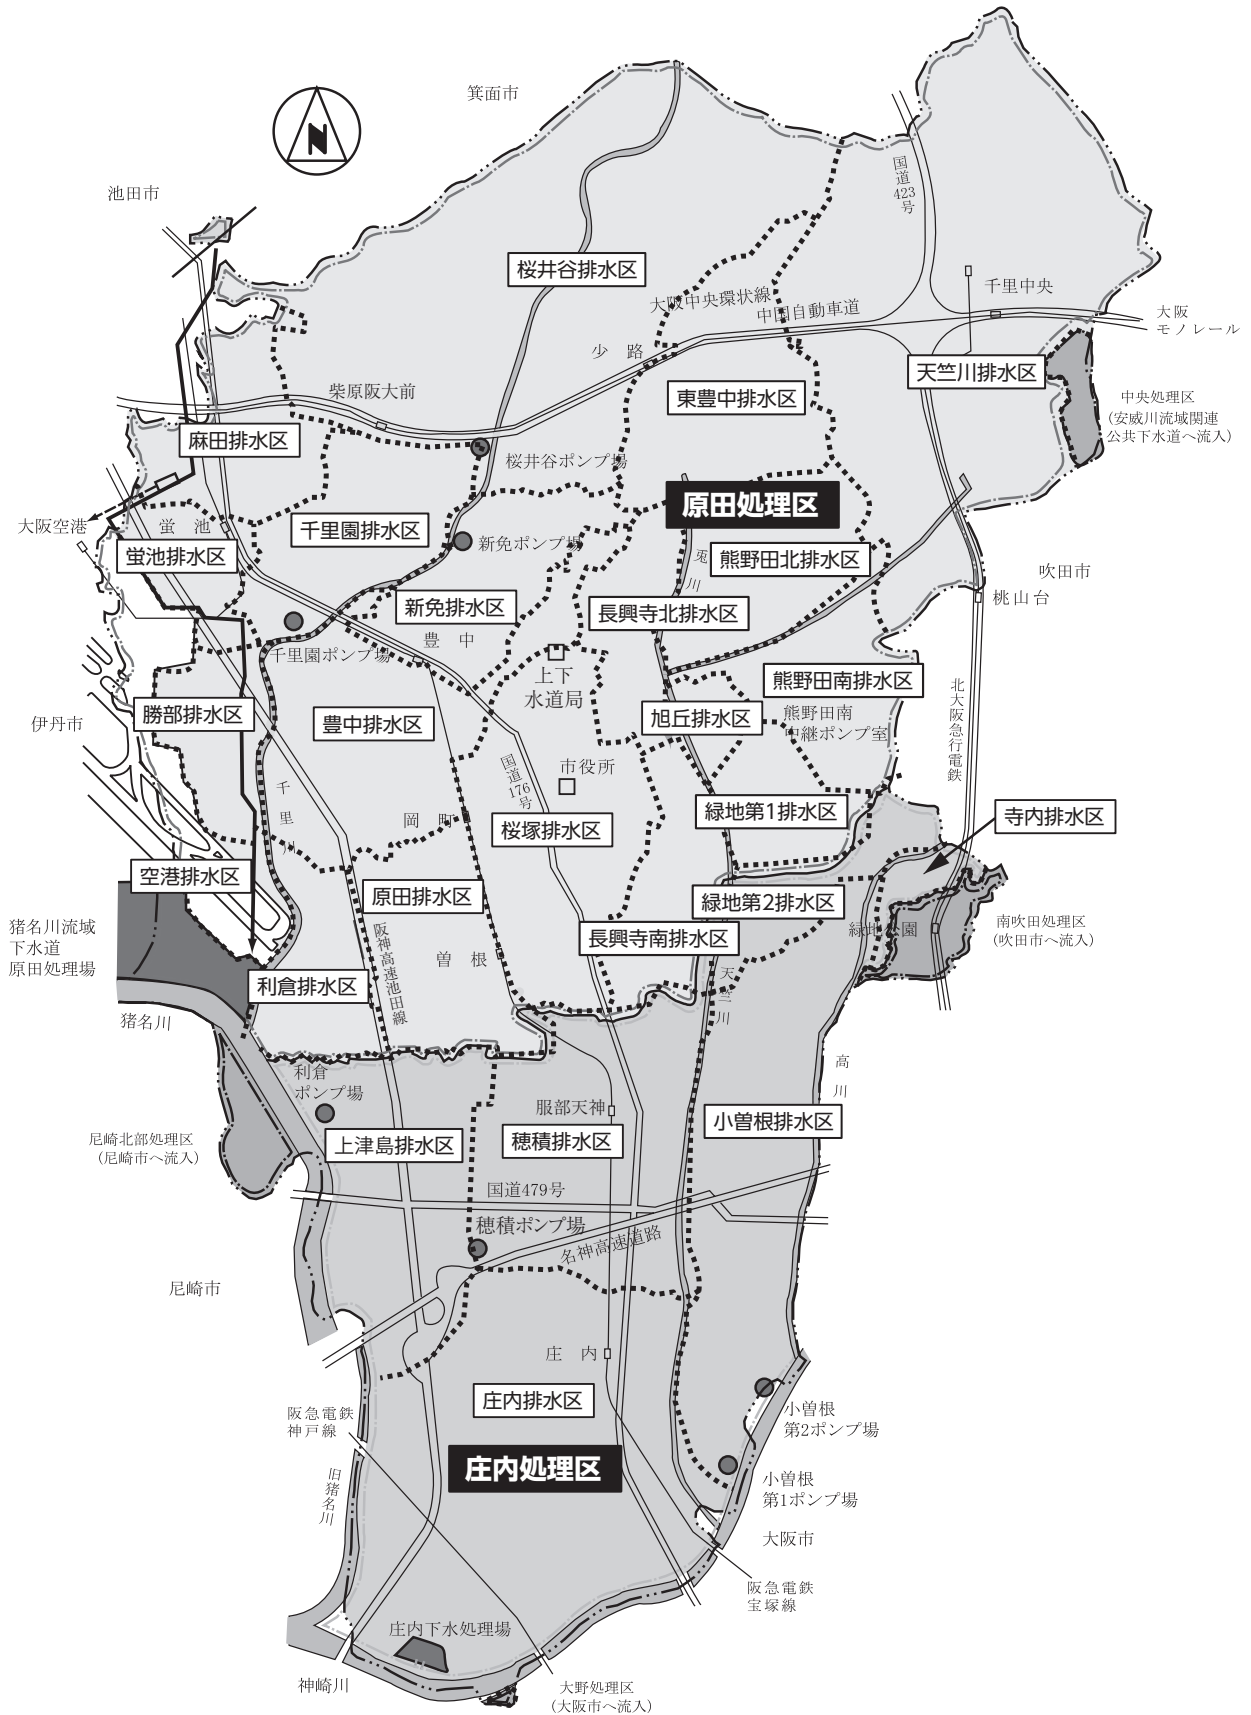 箕面市
N
池田市
国道423号
桜井谷排水区
大阪中央環状線
中国自動車道
千里中央
大阪
モノレール
少路
柴原阪大前
天竺川排水区
東豊中排水区
中央処理区
(安威川流域関連
公共下水道へ流入)
麻田排水区
桜井谷ポンプ場
原田処理区
大阪空港
蛍池
千里園排水区
新免ポンプ場
蛍池排水区
兎川
熊野田北排水区
吹田市
桃山台
新免排水区
長興寺北排水区
豊中
千里園ポンプ場
上下
水道局
熊野田南排水区
北大阪急行電鉄
勝部排水区
伊丹市
豊中排水区
旭丘排水区
熊野田南
中継ポンプ室
国道176号
市役所
千里川
岡町
桜塚排水区
緑地第1排水区
寺内排水区
空港排水区
原田排水区
緑地第2排水区
猪名川流域
下水道
原田処理場
阪神高速池田線
曽根
長興寺南排水区
緑地公園
南吹田処理区
(吹田市へ流入)
利倉排水区
天竺川
猪名川
利倉
ポンプ場
高川
服部天神
小曽根排水区
尼崎北部処理区
(尼崎市へ流入)
上津島排水区
穂積排水区
国道479号
穂積ポンプ場
名神高速道路
尼崎市
庄内
庄内排水区
阪急電鉄
神戸線
小曽根
第2ポンプ場
庄内処理区
旧猪名川
小曽根
第1ポンプ場
大阪市
阪急電鉄
宝塚線
庄内下水処理場
神崎川
大野処理区
(大阪市へ流入)